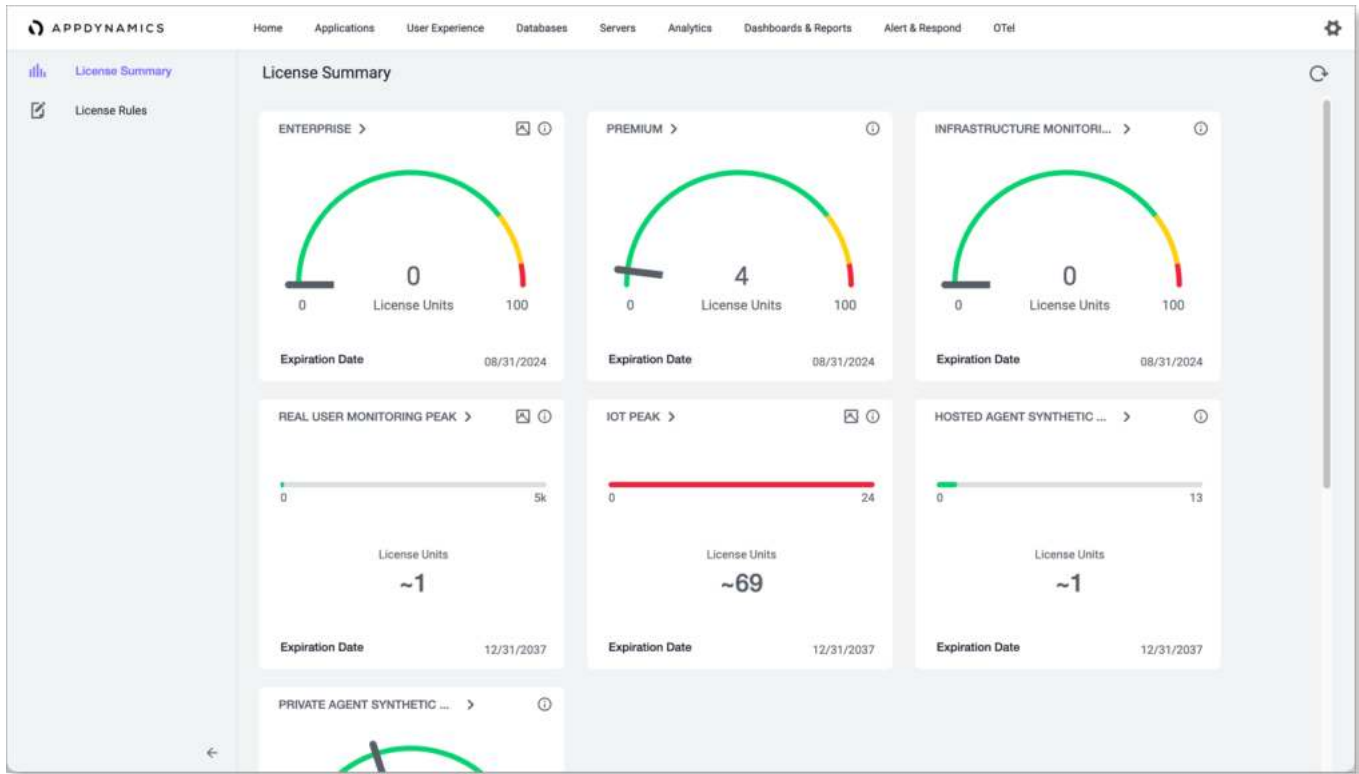 APPDYNAMICS Home Applications User Experience Databases Servers Analytics Dashboards & Reports Alert & Respond OTel
License Summary
License Rules
License Summary
ENTERPRISE
0
License Units
0 100
Expiration Date 08/31/2024
PREMIUM
4
License Units
0 100
Expiration Date 08/31/2024
INFRASTRUCTURE MONITORI...
0
License Units
0 100
Expiration Date 08/31/2024
REAL USER MONITORING PEAK
0 5k
License Units
~1
Expiration Date 12/31/2037
IOT PEAK
0 24
License Units
~69
Expiration Date 12/31/2037
HOSTED AGENT SYNTHETIC ...
0 13
License Units
~1
Expiration Date 12/31/2037
PRIVATE AGENT SYNTHETIC ...